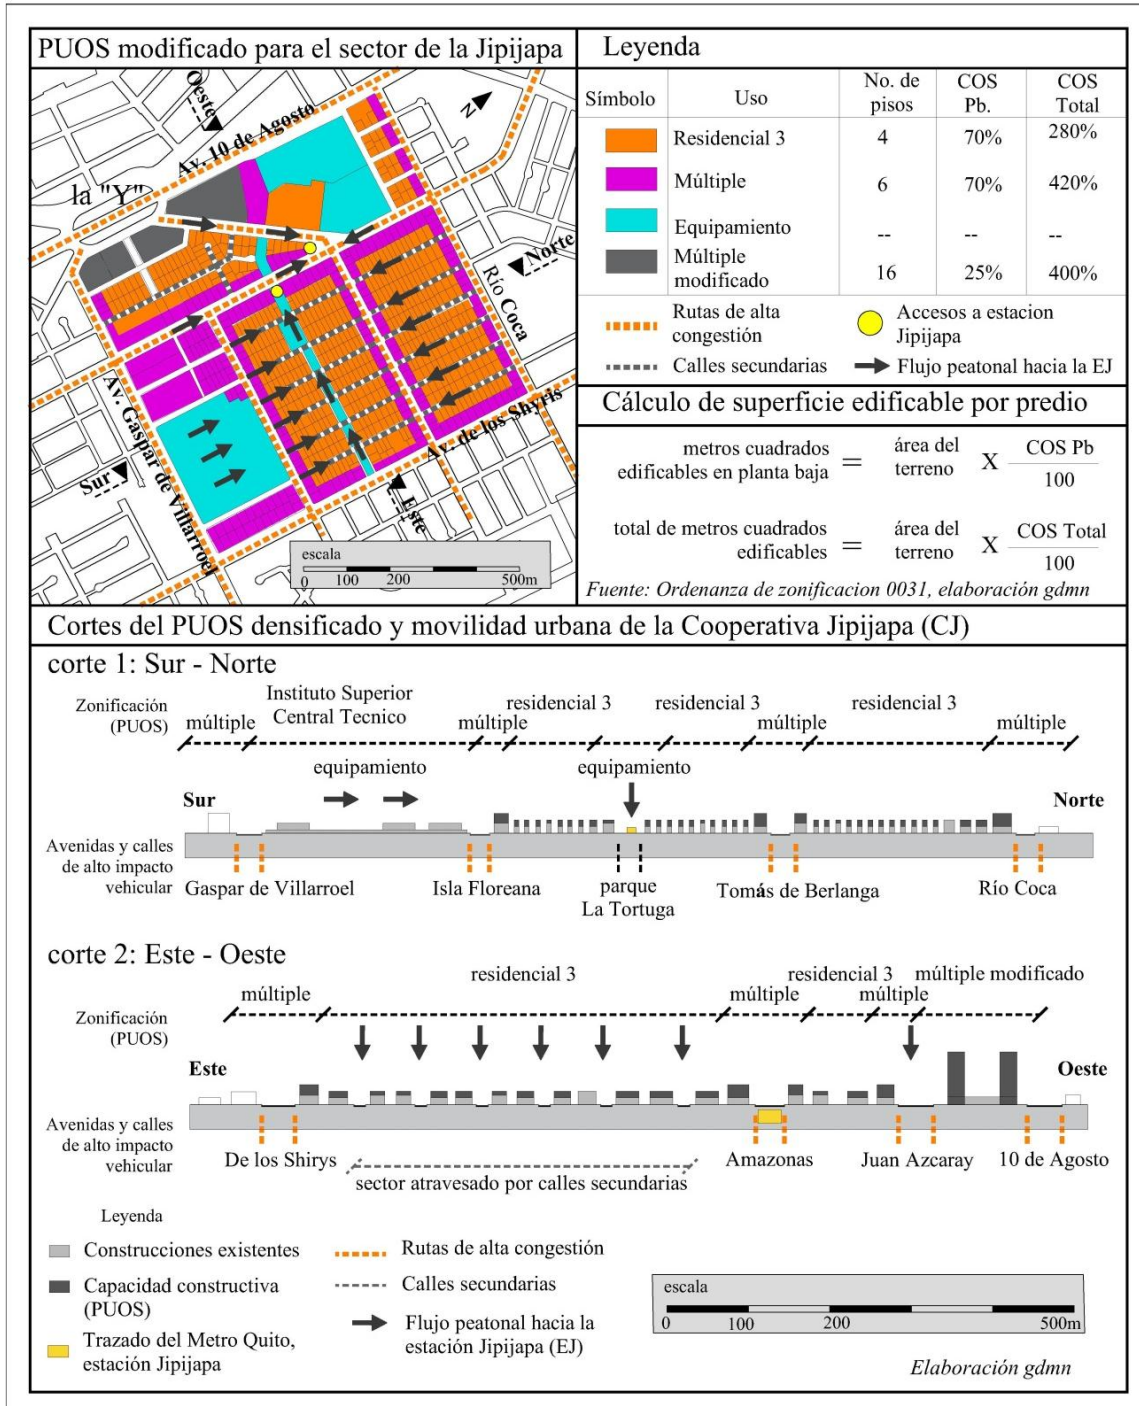 PUOS modificado para el sector de la Jipijapa
Oeste
Av. 10 de Agosto
N
la "Y"
Norte
Río Coca
Av. de los Shyris
Av. Gaspar de Villarroel
Sur
Este
escala
0 100 200 500m
Leyenda
Símbolo Uso No. de pisos COS Pb. COS Total
Residencial 3 4 70% 280%
Múltiple 6 70% 420%
Equipamiento -- -- --
Múltiple modificado 16 25% 400%
Rutas de alta congestión
Accesos a estacion Jipijapa
Calles secundarias
Flujo peatonal hacia la EJ
Cálculo de superficie edificable por predio
metros cuadrados edificables en planta baja = área del terreno X COS Pb / 100
total de metros cuadrados edificables = área del terreno X COS Total / 100
Fuente: Ordenanza de zonificacion 0031, elaboración gdmn
Cortes del PUOS densificado y movilidad urbana de la Cooperativa Jipijapa (CJ)
corte 1: Sur - Norte
Zonificación (PUOS)
múltiple
Instituto Superior Central Tecnico
múltiple
residencial 3
residencial 3
múltiple
residencial 3
múltiple
equipamiento
equipamiento
Sur
Norte
Avenidas y calles de alto impacto vehicular
Gaspar de Villarroel
Isla Floreana
parque La Tortuga
Tomás de Berlanga
Río Coca
corte 2: Este - Oeste
Zonificación (PUOS)
múltiple
residencial 3
múltiple
residencial 3
múltiple
múltiple modificado
Este
Oeste
Avenidas y calles de alto impacto vehicular
De los Shirys
sector atravesado por calles secundarias
Amazonas
Juan Azcaray
10 de Agosto
Leyenda
Construcciones existentes
Capacidad constructiva (PUOS)
Trazado del Metro Quito, estación Jipijapa
Rutas de alta congestión
Calles secundarias
Flujo peatonal hacia la estación Jipijapa (EJ)
escala
0 100 200 500m
Elaboración gdmn